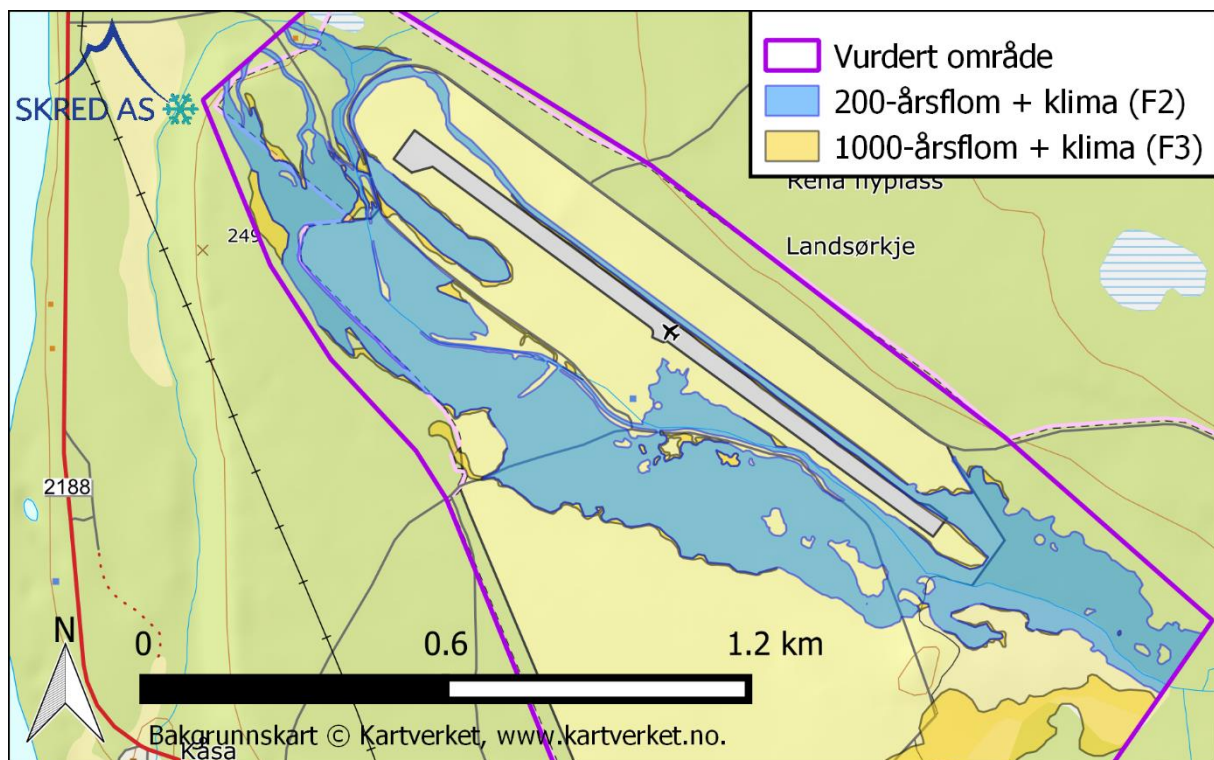 SKRED AS
Vurdert område
200-årsflom + klima (F2)
1000-årsflom + klima (F3)
Rena flyplass
Landsørkje
249
2188
N
0
0.6
1.2 km
Bakgrunnskart © Kartverket, www.kartverket.no.
Kåsa